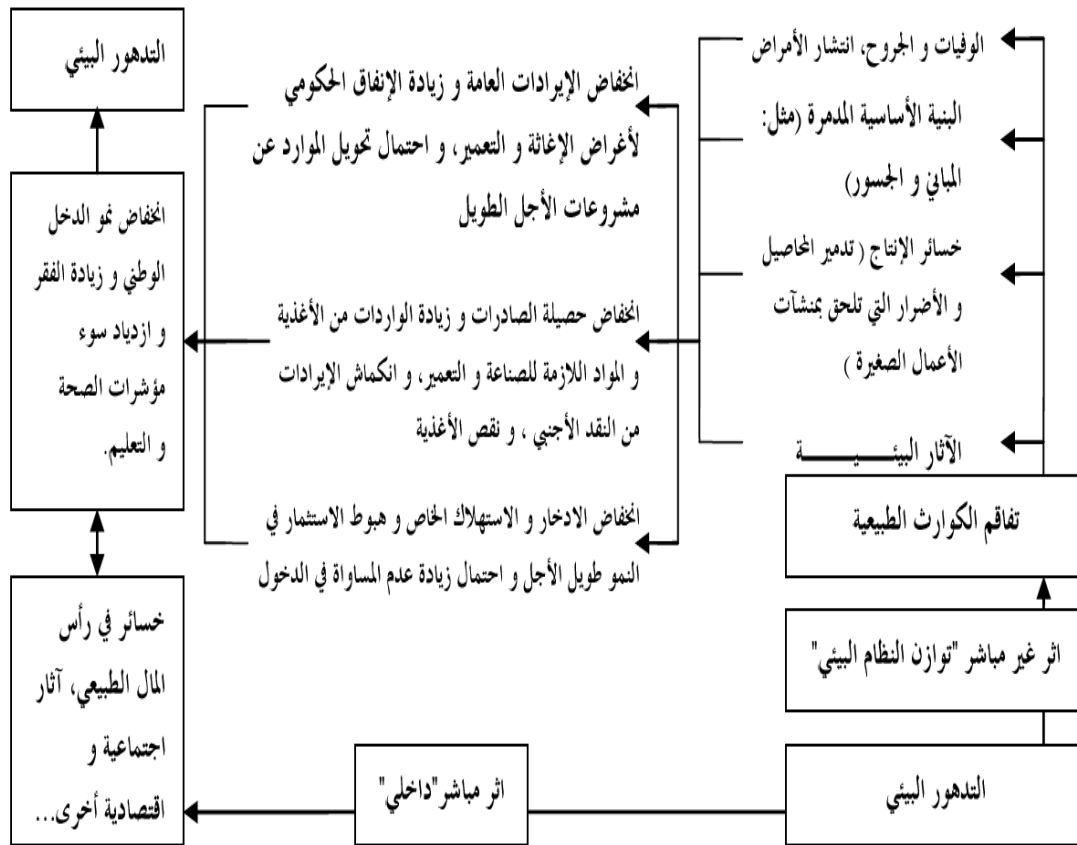 الوفيات و الجروح، انتشار الأمراض
البنية الأساسية المدمرة (مثل:
المباني و الجسور)
خسائر الإنتاج ( تدمير المحاصيل
و الأضرار التي تلحق بمنشآت
الأعمال الصغيرة )
الآثار البيئـــيـــــــة
تفاقم الكوارث الطبيعية
اثر غير مباشر "توازن النظام البيئي"
التدهور البيئي
انخفاض الإيرادات العامة و زيادة الإنفاق الحكومي
لأغراض الإغاثة و التعمير، و احتمال تحويل الموارد عن
مشروعات الأجل الطويل
انخفاض حصيلة الصادرات و زيادة الواردات من الأغذية
و المواد اللازمة للصناعة و التعمير، و انكماش الإيرادات
من النقد الأجنبي ، و نقص الأغذية
انخفاض الادخار و الاستهلاك الخاص و هبوط الاستثمار في
النمو طويل الأجل و احتمال زيادة عدم المساواة في الدخول
اثر مباشر"داخلي"
التدهور البيئي
انخفاض نمو الدخل
الوطني و زيادة الفقر
و ازدياد سوء
مؤشرات الصحة
و التعليم.
خسائر في رأس
المال الطبيعي، آثار
اجتماعية و
اقتصادية أخرى...